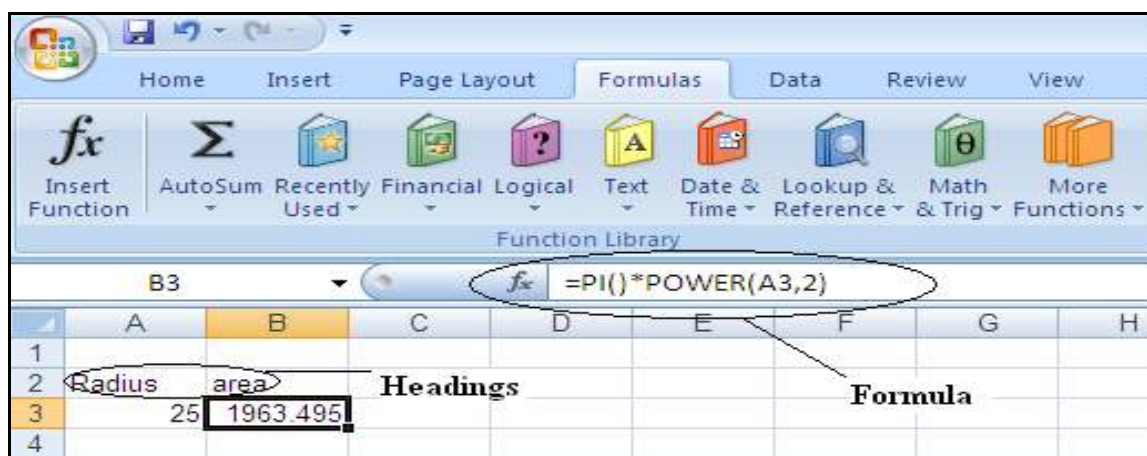 Home Insert Page Layout Formulas Data Review View
fx Σ ? A θ
Insert AutoSum Recently Financial Logical Text Date & Lookup & Math More
Function Used Time Reference & Trig Functions
Function Library
B3 fx =PI()*POWER(A3,2)
A B C D E F G H
1
2 Radius area Headings Formula
3 25 1963.495
4